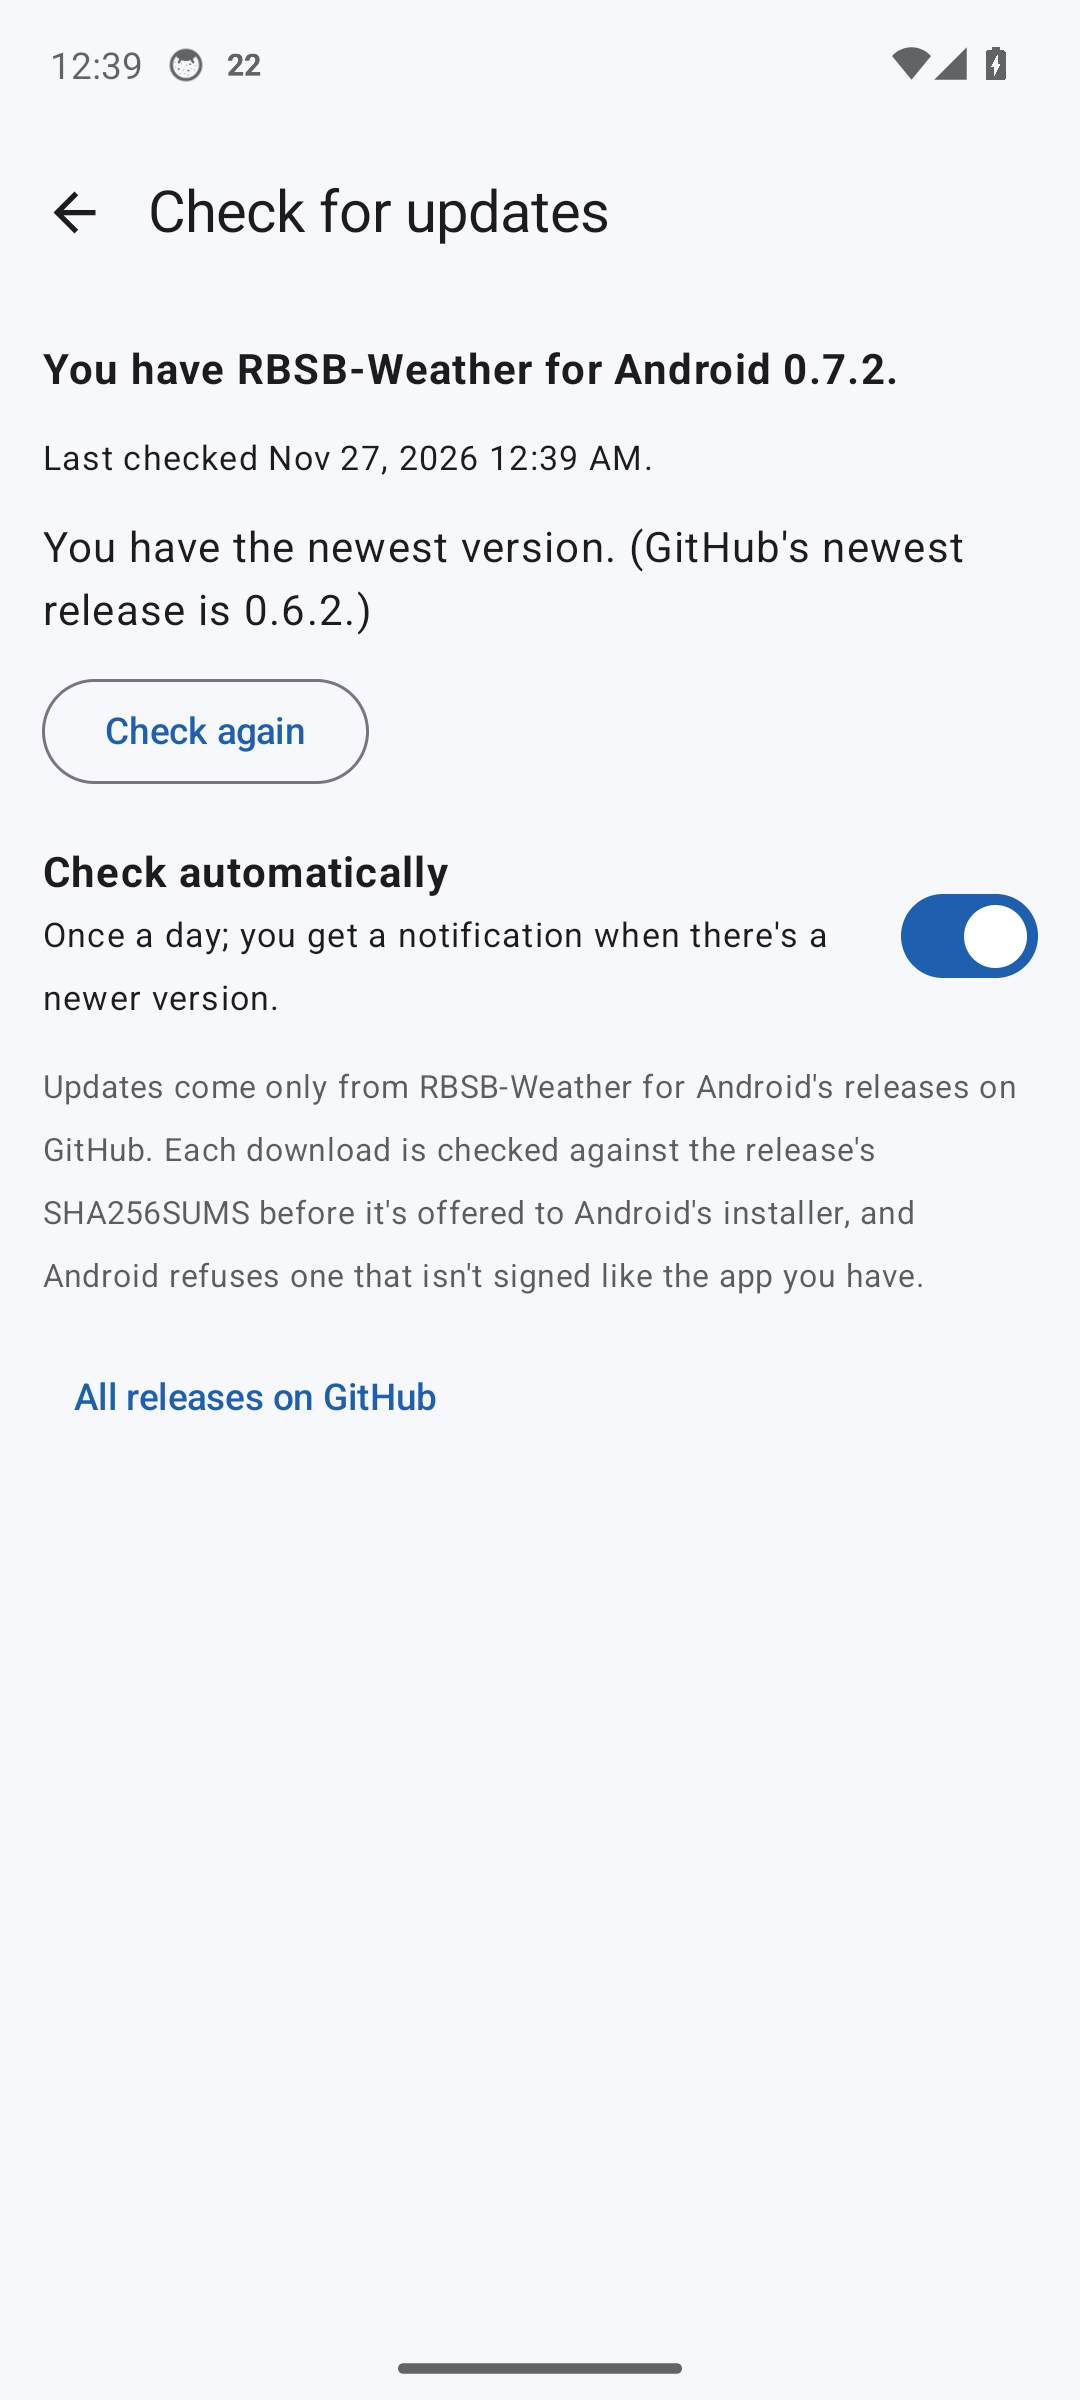 12:39 22
Check for updates
You have RBSB-Weather for Android 0.7.2.
Last checked Nov 27, 2026 12:39 AM.
You have the newest version. (GitHub's newest
release is 0.6.2.)
Check again
Check automatically
Once a day; you get a notification when there's a
newer version.
Updates come only from RBSB-Weather for Android's releases on
GitHub. Each download is checked against the release's
SHA256SUMS before it's offered to Android's installer, and
Android refuses one that isn't signed like the app you have.
All releases on GitHub